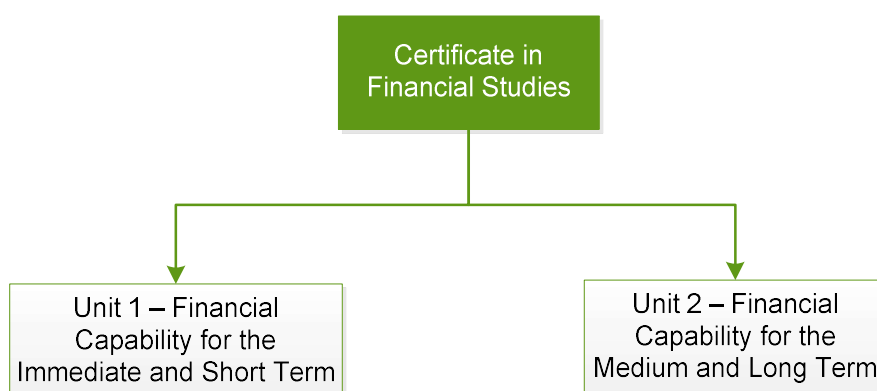 Certificate in
Financial Studies
Unit 1 – Financial
Capability for the
Immediate and Short Term
Unit 2 – Financial
Capability for the
Medium and Long Term